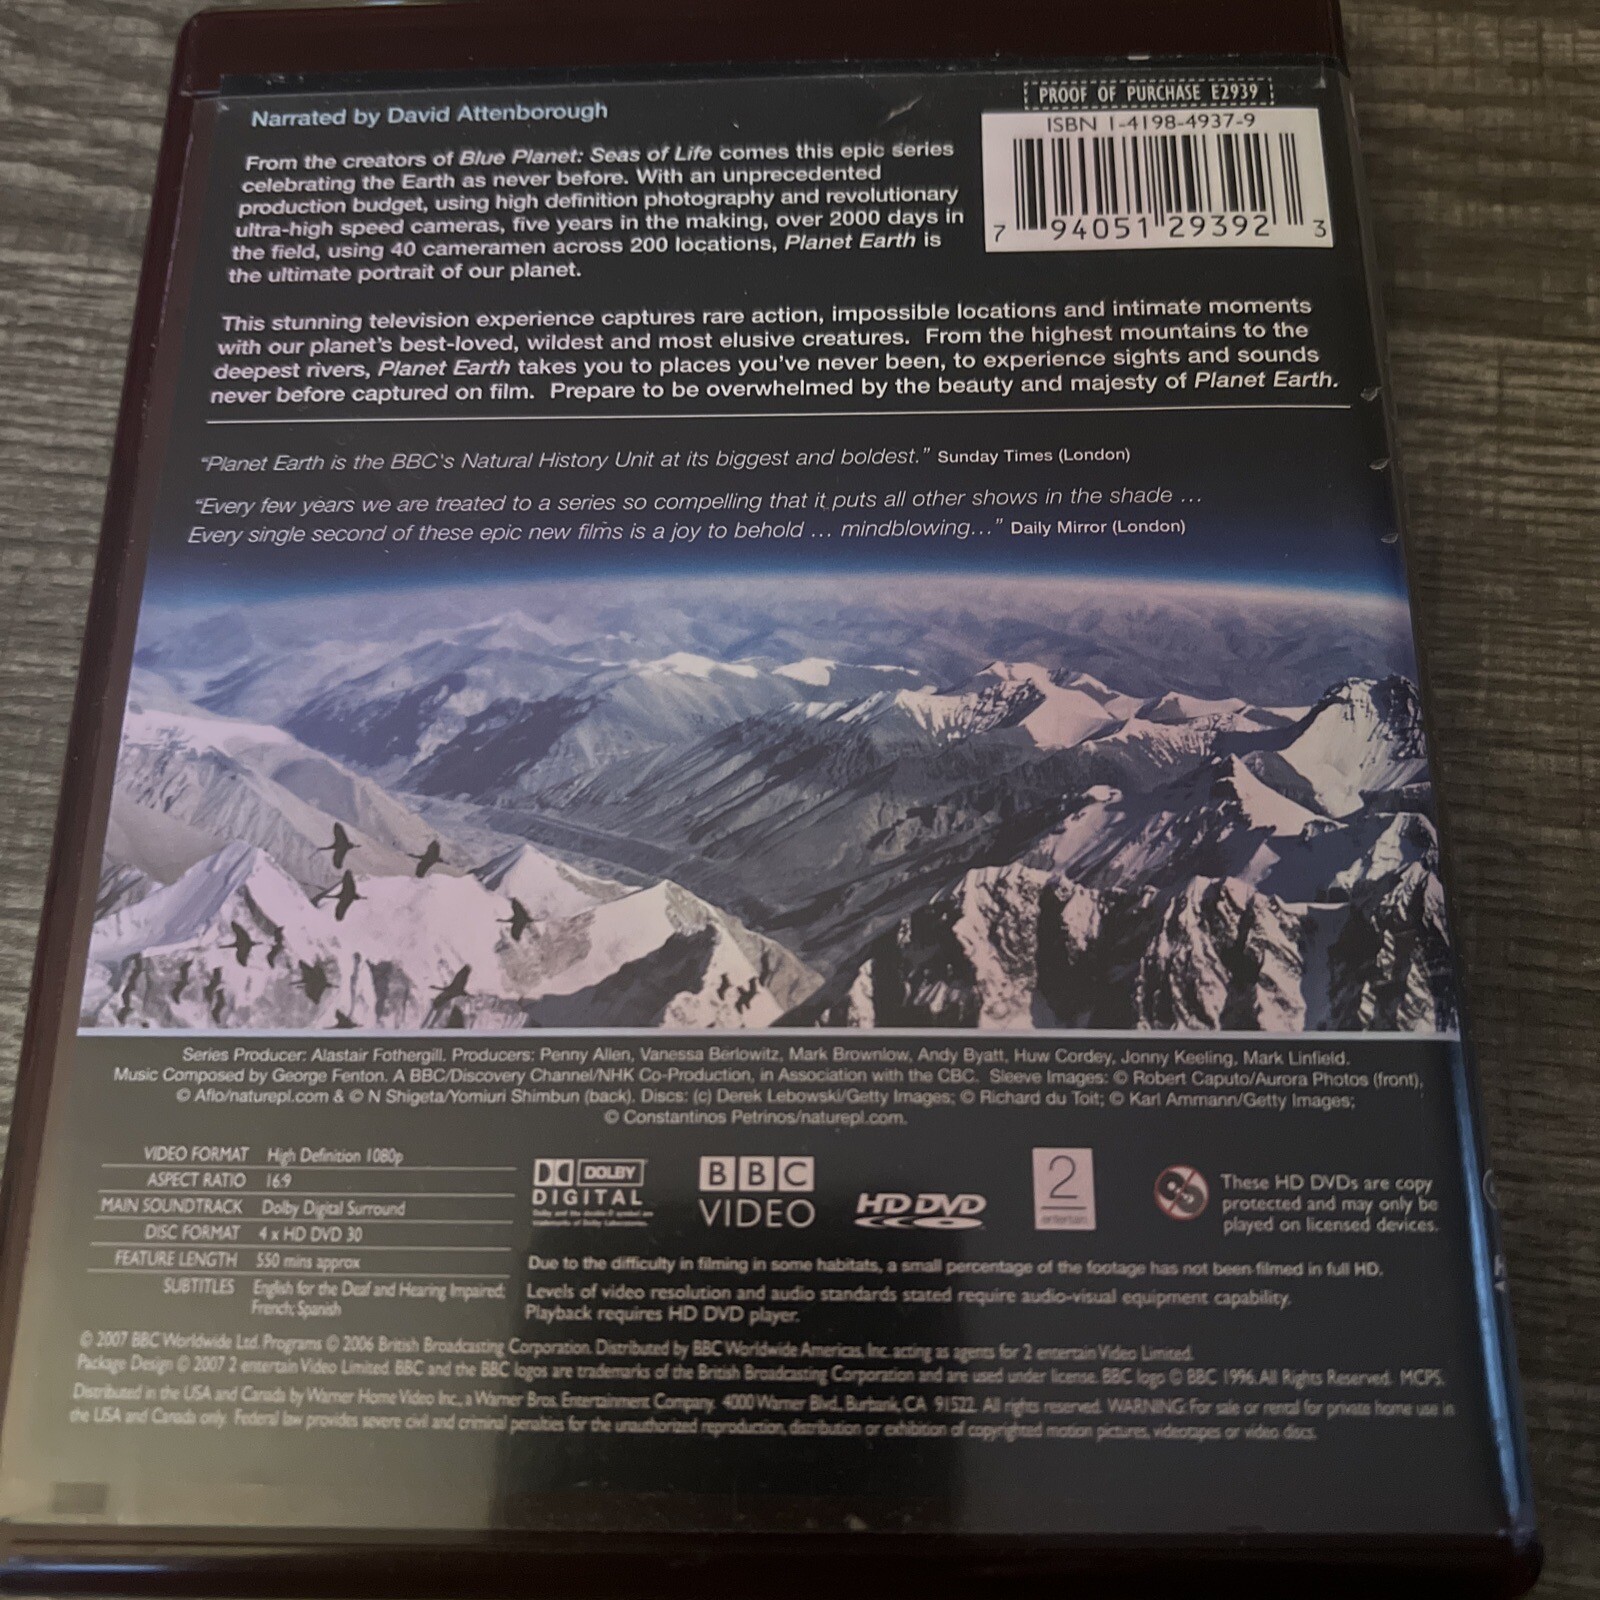 Narrated by David Attenborough
From the creators of Blue Planet: Seas of Life comes this epic series
celebrating the Earth as never before. With an unprecedented
production budget, using high definition photography and revolutionary
ultra-high speed cameras, five years in the making, over 2000 days in
the field, using 40 cameramen across 200 locations, Planet Earth is
the ultimate portrait of our planet.
PROOF OF PURCHASE E2939
ISBN 1-4198-4937-9
7 94051 29392 3
This stunning television experience captures rare action, impossible locations and intimate moments
with our planet's best-loved, wildest and most elusive creatures. From the highest mountains to the
deepest rivers, Planet Earth takes you to places you've never been, to experience sights and sounds
never before captured on film. Prepare to be overwhelmed by the beauty and majesty of Planet Earth.
"Planet Earth is the BBC's Natural History Unit at its biggest and boldest." Sunday Times (London)
"Every few years we are treated to a series so compelling that it puts all other shows in the shade ...
Every single second of these epic new films is a joy to behold ... mindblowing..." Daily Mirror (London)
Series Producer: Alastair Fothergill. Producers: Penny Allen, Vanessa Berlowitz, Mark Brownlow, Andy Byatt, Huw Cordey, Jonny Keeling, Mark Linfield.
Music Composed by George Fenton. A BBC/Discovery Channel/NHK Co-Production, in Association with the CBC. Sleeve Images: © Robert Caputo/Aurora Photos (front),
© Aflo/naturepl.com & © N Shigeta/Yomiuri Shimbun (back). Discs: (c) Derek Lebowski/Getty Images; © Richard du Toit; © Karl Ammann/Getty Images;
© Constantinos Petrinos/naturepl.com.
VIDEO FORMAT High Definition 1080p
ASPECT RATIO 16:9
MAIN SOUNDTRACK Dolby Digital Surround
DISC FORMAT 4 x HD DVD 30
FEATURE LENGTH 550 mins approx
SUBTITLES English for the Deaf and Hearing Impaired;
French; Spanish
DOLBY
DIGITAL
Dolby and the double-D symbol are
trademarks of Dolby Laboratories.
BBC
VIDEO
HD DVD
2
entertain
These HD DVDs are copy
protected and may only be
played on licensed devices.
Due to the difficulty in filming in some habitats, a small percentage of the footage has not been filmed in full HD.
Levels of video resolution and audio standards stated require audio-visual equipment capability.
Playback requires HD DVD player.
© 2007 BBC Worldwide Ltd. Programs © 2006 British Broadcasting Corporation. Distributed by BBC Worldwide Americas, Inc. acting as agents for 2 entertain Video Limited.
Package Design © 2007 2 entertain Video Limited. BBC and the BBC logos are trademarks of the British Broadcasting Corporation and are used under license. BBC logo © BBC 1996. All Rights Reserved. MCPS.
Distributed in the USA and Canada by Warner Home Video Inc., a Warner Bros. Entertainment Company. 4000 Warner Blvd., Burbank, CA 91522. All rights reserved. WARNING: For sale or rental for private home use in
the USA and Canada only. Federal law provides severe civil and criminal penalties for the unauthorized reproduction, distribution or exhibition of copyrighted motion pictures, videotapes or video discs.